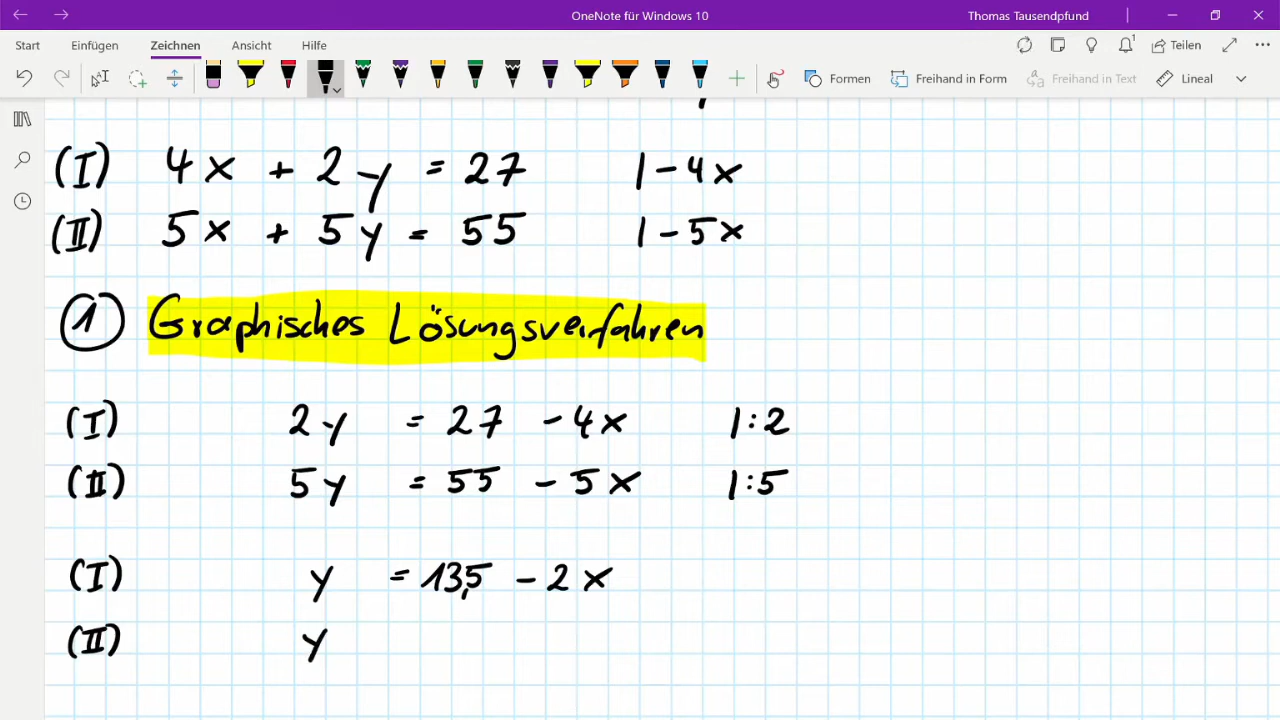 OneNote für Windows 10
Thomas Tausendpfund
Start Einfügen Zeichnen Ansicht Hilfe
1 Teilen
Formen Freihand in Form Freihand in Text Lineal
(I) 4x + 2y = 27 | - 4x
(II) 5x + 5y = 55 | - 5x
1 Graphisches Lösungsverfahren
(I) 2y = 27 - 4x | : 2
(II) 5y = 55 - 5x | : 5
(I) y = 13,5 - 2x
(II) y